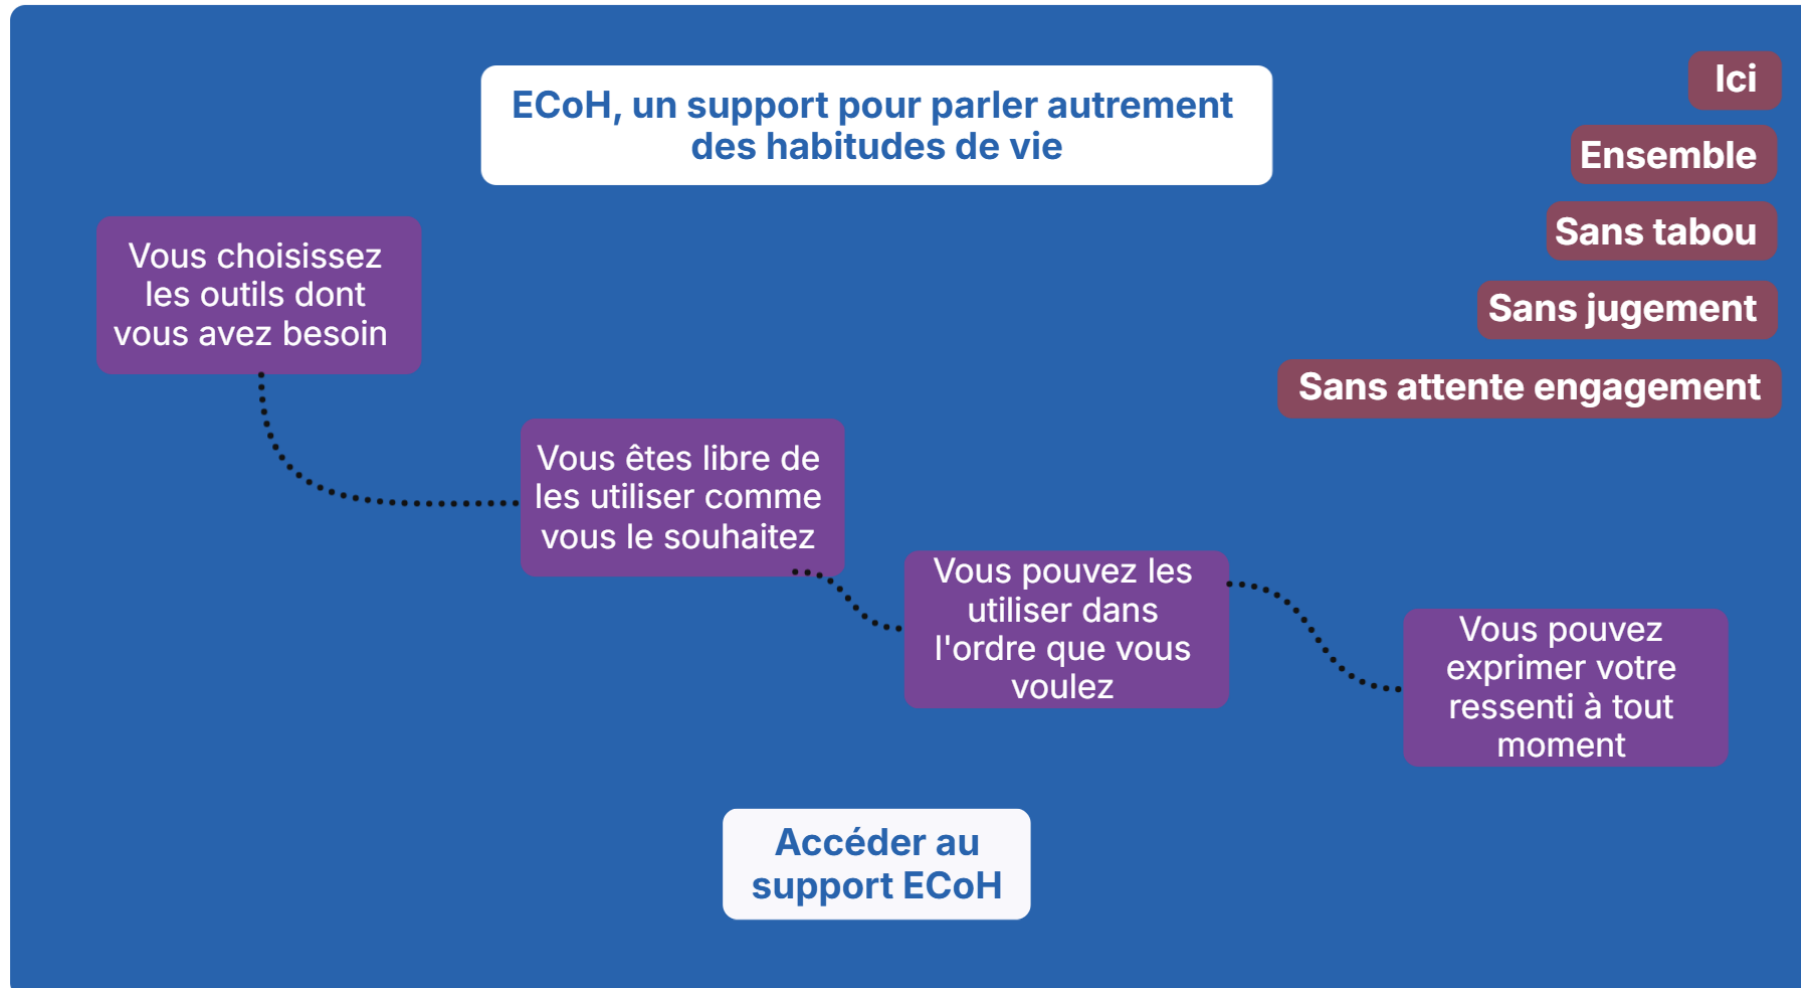 ECoH, un support pour parler autrement
des habitudes de vie
Ici
Ensemble
Sans tabou
Sans jugement
Sans attente engagement
Vous choisissez
les outils dont
vous avez besoin
Vous êtes libre de
les utiliser comme
vous le souhaitez
Vous pouvez les
utiliser dans
l'ordre que vous
voulez
Vous pouvez
exprimer votre
ressenti à tout
moment
Accéder au
support ECoH